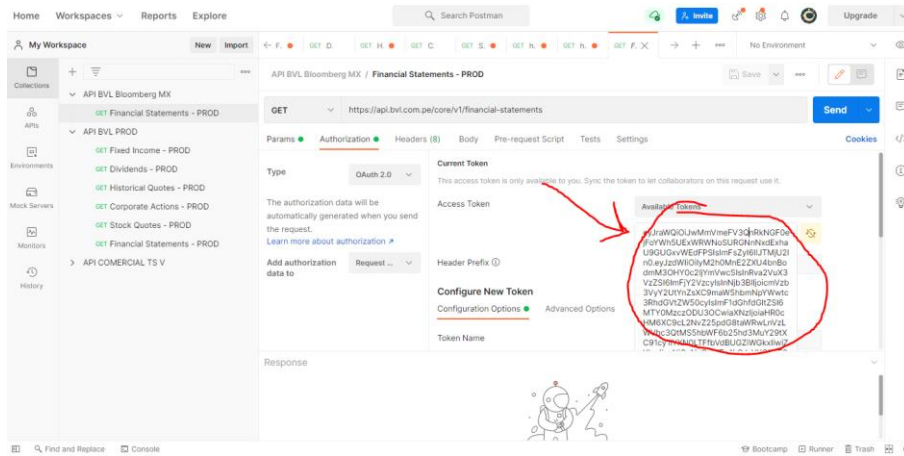 Home Workspaces Reports Explore Search Postman Invite Upgrade
My Workspace New Import GET D. GET H. GET C GET S. GET h. GET h. GET F. No Environment
Collections
APIs
Environments
Mock Servers
Monitors
History
API BVL Bloomberg MX
GET Financial Statements - PROD
API BVL PROD
GET Fixed Income - PROD
GET Dividends - PROD
GET Historical Quotes - PROD
GET Corporate Actions - PROD
GET Stock Quotes - PROD
GET Financial Statements - PROD
API COMERCIAL TS V
API BVL Bloomberg MX / Financial Statements - PROD Save
GET https://api.bvl.com.pe/core/v1/financial-statements Send
Params Authorization Headers (8) Body Pre-request Script Tests Settings Cookies
Type OAuth 2.0
The authorization data will be
automatically generated when you send
the request.
Learn more about authorization
Add authorization
data to
Request ...
Current Token
This access token is only available to you. Sync the token to let collaborators on this request use it.
Access Token Available Tokens
Header Prefix
Configure New Token
Configuration Options Advanced Options
Token Name
Response
Find and Replace Console Bootcamp Runner Trash